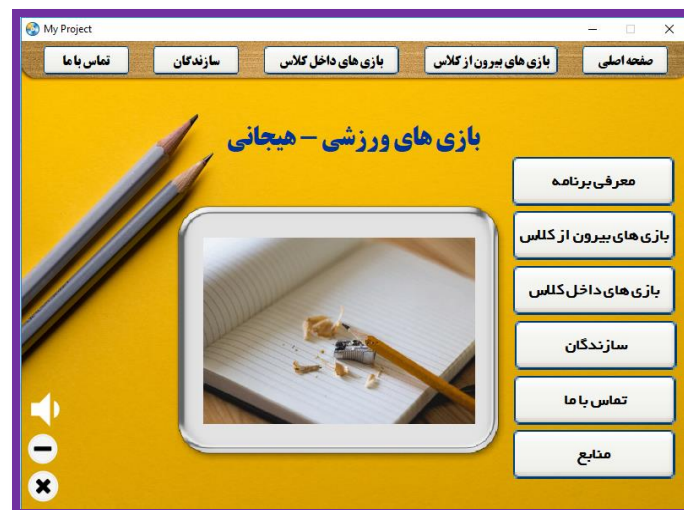 My Project
صفحه اصلی
بازی های بیرون از کلاس
بازی های داخل کلاس
سازندگان
تماس با ما
بازی های ورزشی – هیجانی
معرفی برنامه
بازی های بیرون از کلاس
بازی های داخل کلاس
سازندگان
تماس با ما
منابع